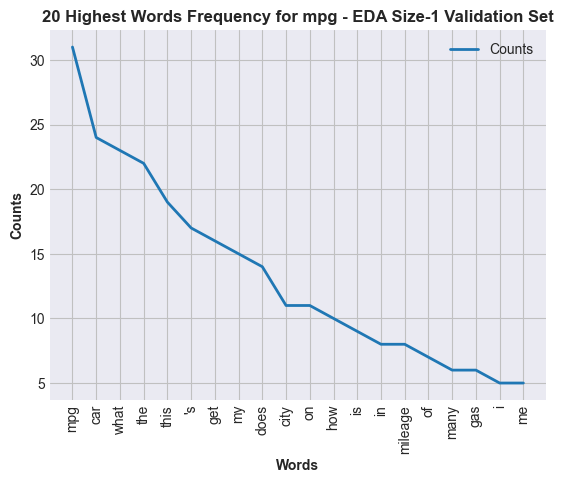 20 Highest Words Frequency for mpg - EDA Size-1 Validation Set
Counts
Counts
30
25
20
15
10
5
mpg
car
what
the
this
's
get
my
does
city
on
how
is
in
mileage
of
many
gas
i
me
Words